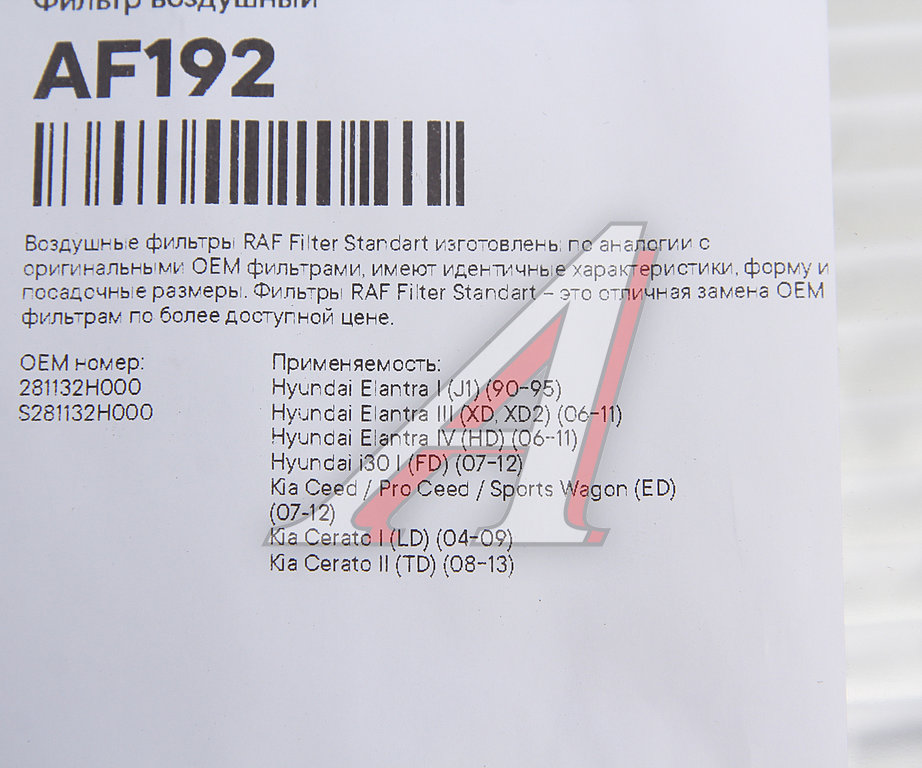 Фильтр воздушный
AF192
Воздушные фильтры RAF Filter Standart изготовлены по аналогии с
оригинальными OEM фильтрами, имеют идентичные характеристики, форму и
посадочные размеры. Фильтры RAF Filter Standart – это отличная замена OEM
фильтрам по более доступной цене.
OEM номер:
281132H000
S281132H000
Применяемость:
Hyundai Elantra I (J1) (90-95)
Hyundai Elantra III (XD, XD2) (06-11)
Hyundai Elantra IV (HD) (06-11)
Hyundai i30 I (FD) (07-12)
Kia Ceed / Pro Ceed / Sports Wagon (ED)
(07-12)
Kia Cerato I (LD) (04-09)
Kia Cerato II (TD) (08-13)